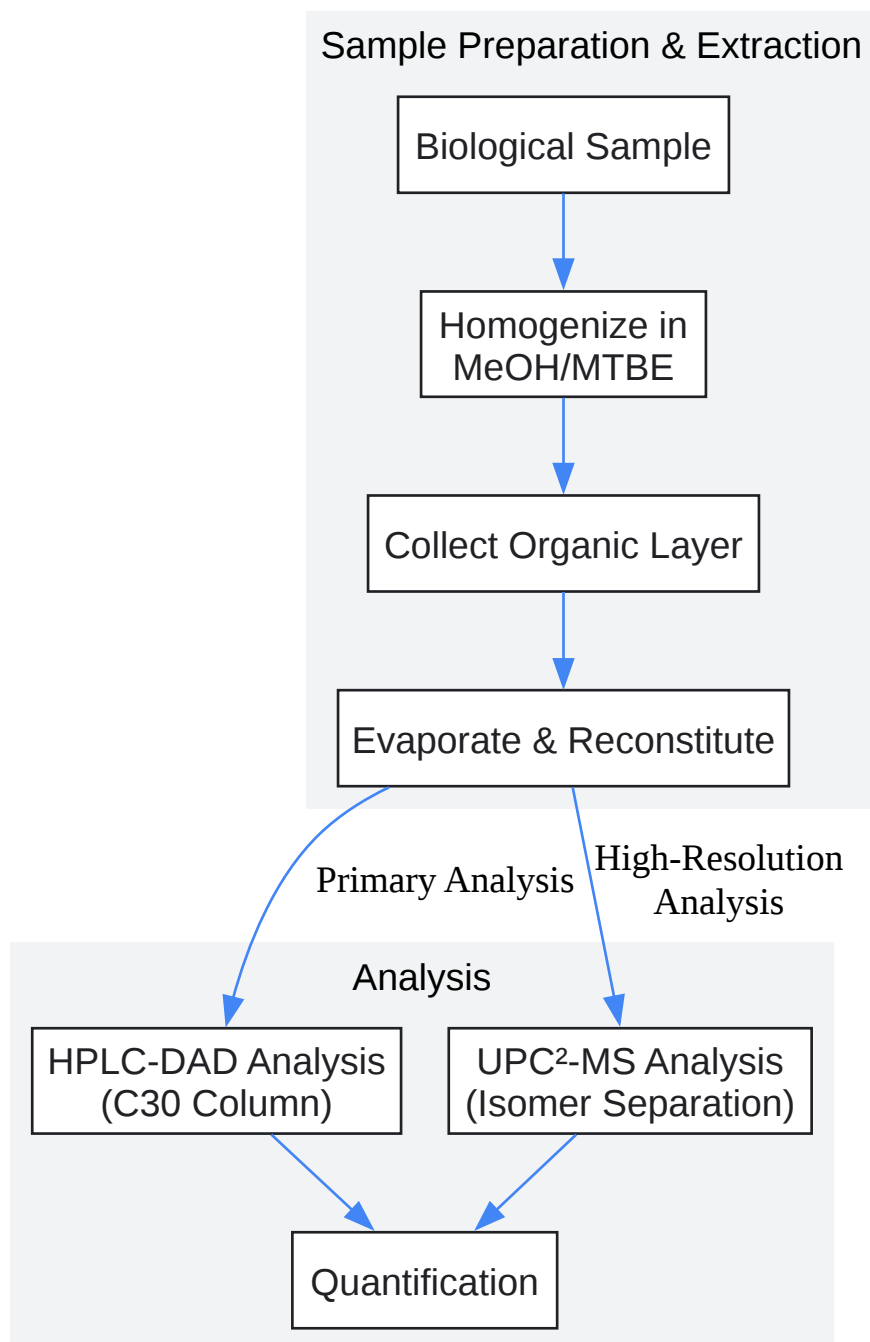 Sample Preparation & Extraction
Biological Sample
Homogenize in
MeOH/MTBE
Collect Organic Layer
Evaporate & Reconstitute
Primary Analysis
High-Resolution
Analysis
Analysis
HPLC-DAD Analysis
(C30 Column)
UPC²-MS Analysis
(Isomer Separation)
Quantification